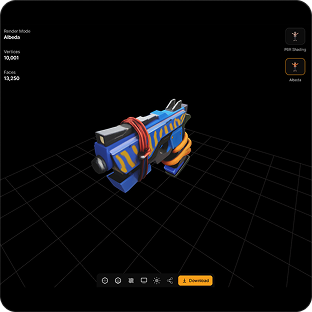 Render Mode
Albedo
Vertices
10,001
Faces
13,250
PBR Shading
Albedo
Download